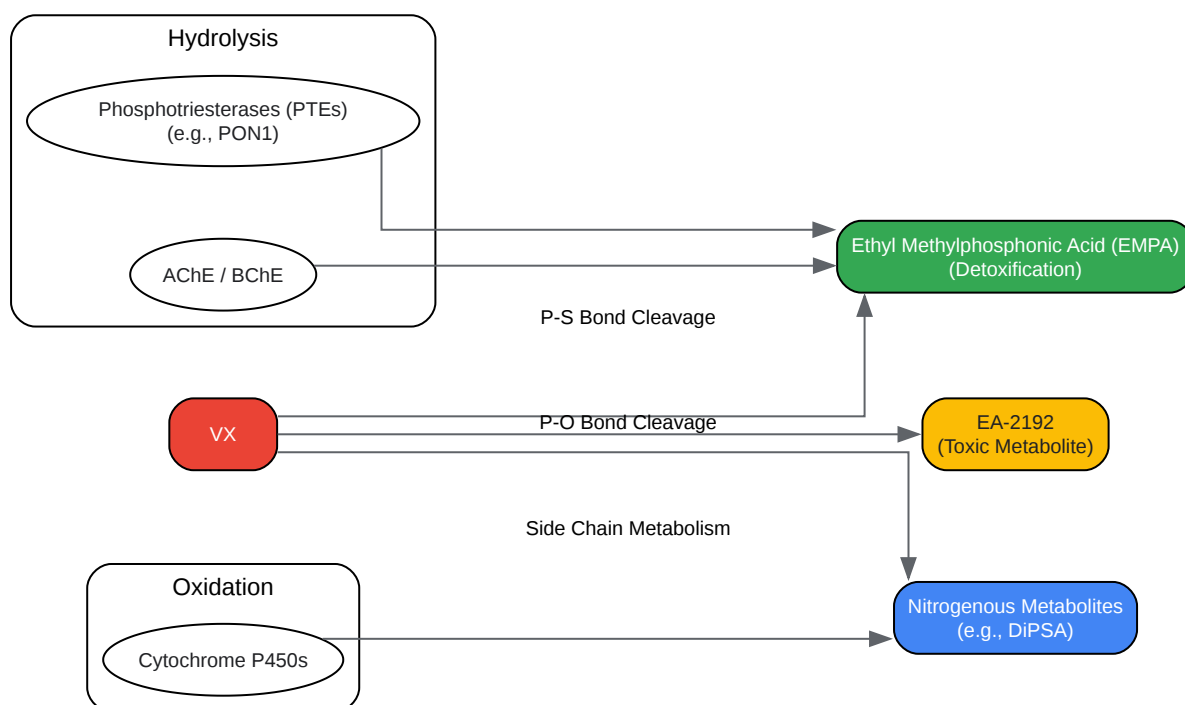 Hydrolysis
Phosphotriesterases (PTEs)
(e.g., PON1)
AChE / BChE
Ethyl Methylphosphonic Acid (EMPA)
(Detoxification)
P-S Bond Cleavage
VX
P-O Bond Cleavage
EA-2192
(Toxic Metabolite)
Side Chain Metabolism
Oxidation
Cytochrome P450s
Nitrogenous Metabolites
(e.g., DiPSA)